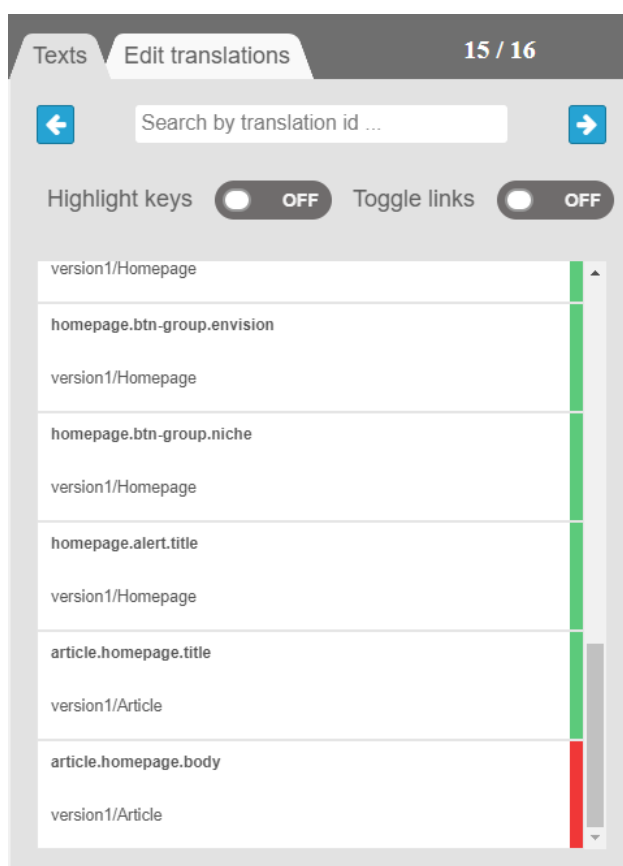 Texts
Edit translations
15 / 16
Search by translation id ...
Highlight keys
OFF
Toggle links
OFF
version1/Homepage
homepage.btn-group.envision
version1/Homepage
homepage.btn-group.niche
version1/Homepage
homepage.alert.title
version1/Homepage
article.homepage.title
version1/Article
article.homepage.body
version1/Article